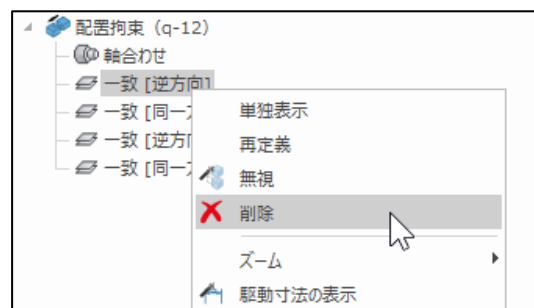 配置拘束 (q-12)
軸合わせ
一致 [逆方向]
一致 [同一
一致 [逆方
一致 [同一
単独表示
再定義
無視
削除
ズーム
駆動寸法の表示